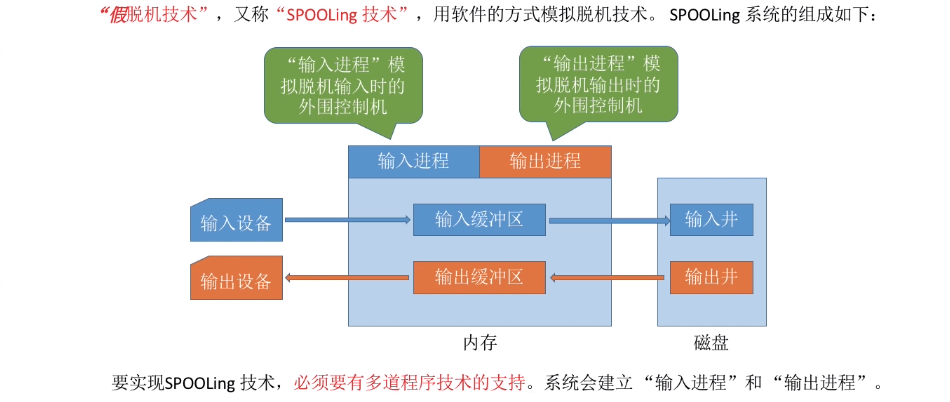 “假脱机技术”，又称“SPOOLing 技术”，用软件的方式模拟脱机技术。SPOOLing 系统的组成如下：
“输入进程”模
拟脱机输入时的
外围控制机
“输出进程”模
拟脱机输出时的
外围控制机
输入进程
输出进程
输入设备
输入缓冲区
输入井
输出设备
输出缓冲区
输出井
内存
磁盘
要实现SPOOLing 技术，必须要有多道程序技术的支持。系统会建立 “输入进程”和 “输出进程”。